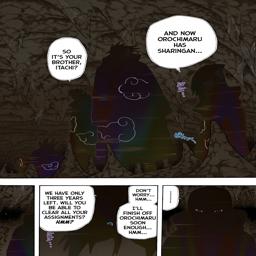 SO
IT'S YOUR
BROTHER,
ITACHI?
AND NOW
OROCHIMARU
HAS
SHARINGAN...
WE HAVE ONLY
THREE YEARS
LEFT, WILL YOU
BE ABLE TO
CLEAR ALL YOUR
ASSIGNMENTS?
HMM?
DON'T
WORRY...
HMM...
I'LL
FINISH OFF
OROCHIMARU
SOON
ENOUGH...
HMM...